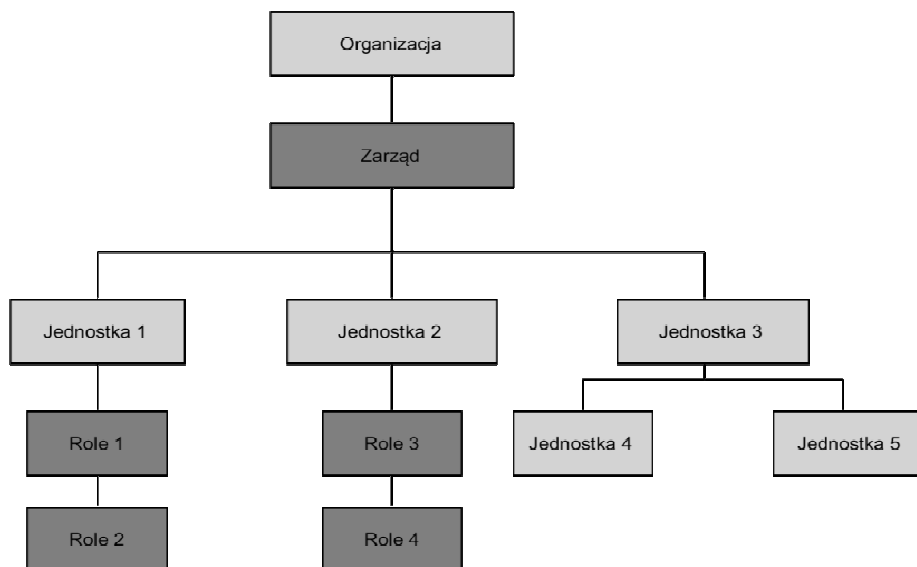 Organizacja
Zarząd
Jednostka 1
Jednostka 2
Jednostka 3
Role 1
Role 3
Jednostka 4
Jednostka 5
Role 2
Role 4